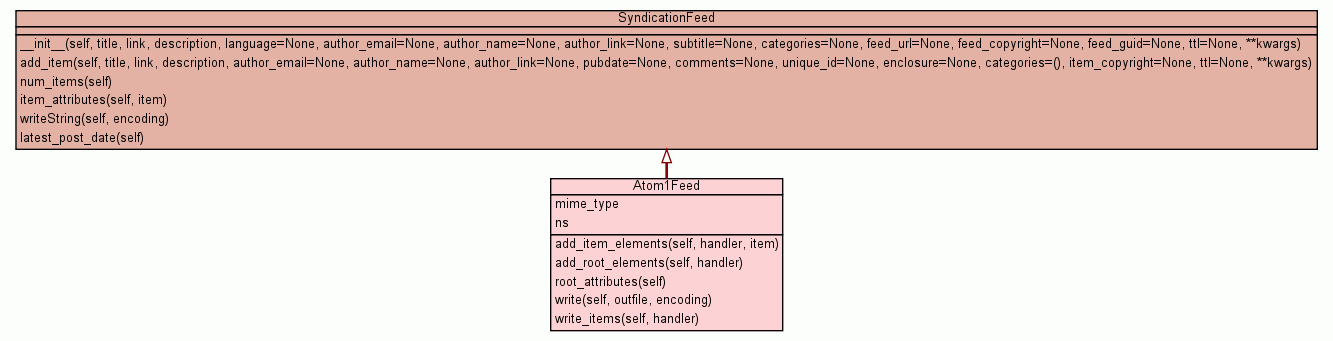 SyndicationFeed
__init__(self, title, link, description, language=None, author_email=None, author_name=None, author_link=None, subtitle=None, categories=None, feed_url=None, feed_copyright=None, feed_guid=None, ttl=None, **kwargs)
add_item(self, title, link, description, author_email=None, author_name=None, author_link=None, pubdate=None, comments=None, unique_id=None, enclosure=None, categories=(), item_copyright=None, ttl=None, **kwargs)
num_items(self)
item_attributes(self, item)
writeString(self, encoding)
latest_post_date(self)
Atom1Feed
mime_type
ns
add_item_elements(self, handler, item)
add_root_elements(self, handler)
root_attributes(self)
write(self, outfile, encoding)
write_items(self, handler)